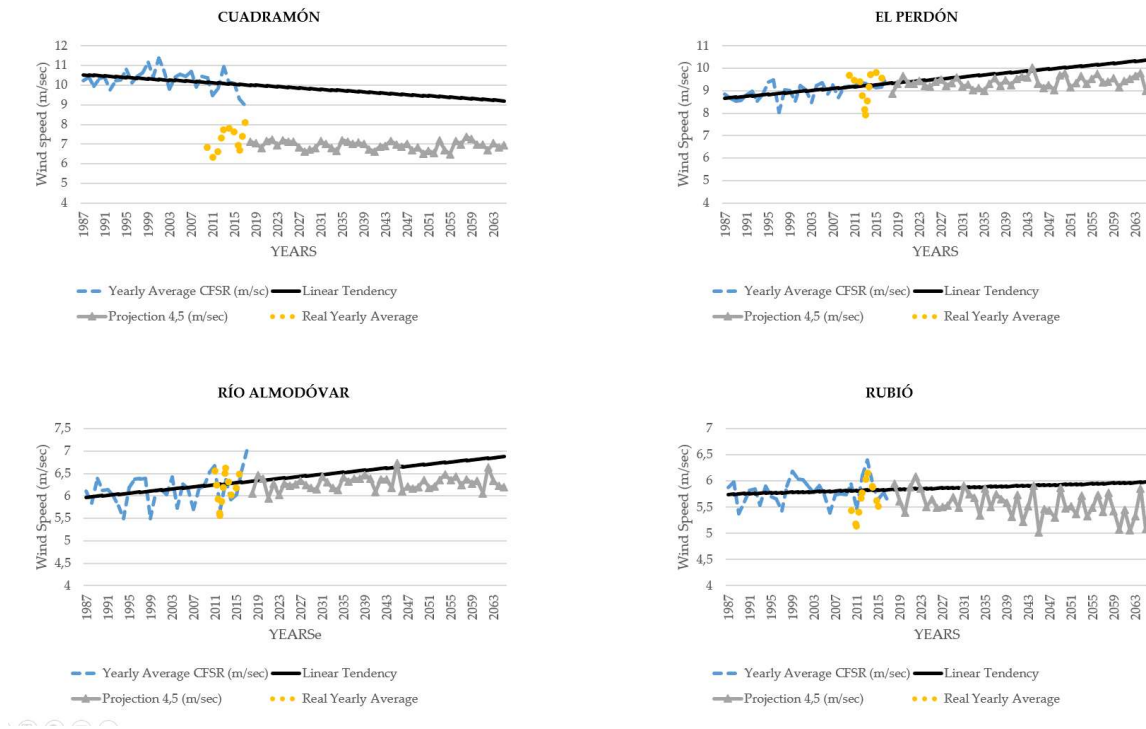 CUADRAMÓN
12
11
10
9
8
7
6
5
4
Wind speed (m/sec)
1987 1991 1995 1999 2003 2007 2011 2015 2019 2023 2027 2031 2035 2039 2043 2047 2051 2055 2059 2063
YEARS
Yearly Average CFSR (m/sc) Linear Tendency
Projection 4,5 (m/sec) Real Yearly Average
EL PERDÓN
11
10
9
8
7
6
5
4
Wind Speed (m/sec)
1987 1991 1995 1999 2003 2007 2011 2015 2019 2023 2027 2031 2035 2039 2043 2047 2051 2055 2059 2063
YEARS
Yearly Average CFSR (m/sec) Linear Tendency
Projection 4,5 (m/sec) Real Yearly Average
RÍO ALMODÓVAR
7,5
7
6,5
6
5,5
5
4,5
4
Wind Speed (m/sec)
1987 1991 1995 1999 2003 2007 2011 2015 2019 2023 2027 2031 2035 2039 2043 2047 2051 2055 2059 2063
YEARSe
Yearly Average CFSR (m/sec) Linear Tendency
Projection 4,5 (m/sec) Real Yearly Average
RUBIÓ
7
6,5
6
5,5
5
4,5
4
Wind Speed (m/sec)
1987 1991 1995 1999 2003 2007 2011 2015 2019 2023 2027 2031 2035 2039 2043 2047 2051 2055 2059 2063
YEARS
Yearly Average CFSR (m/sec) Linear Tendency
Projection 4,5 (m/sec) Real Yearly Average